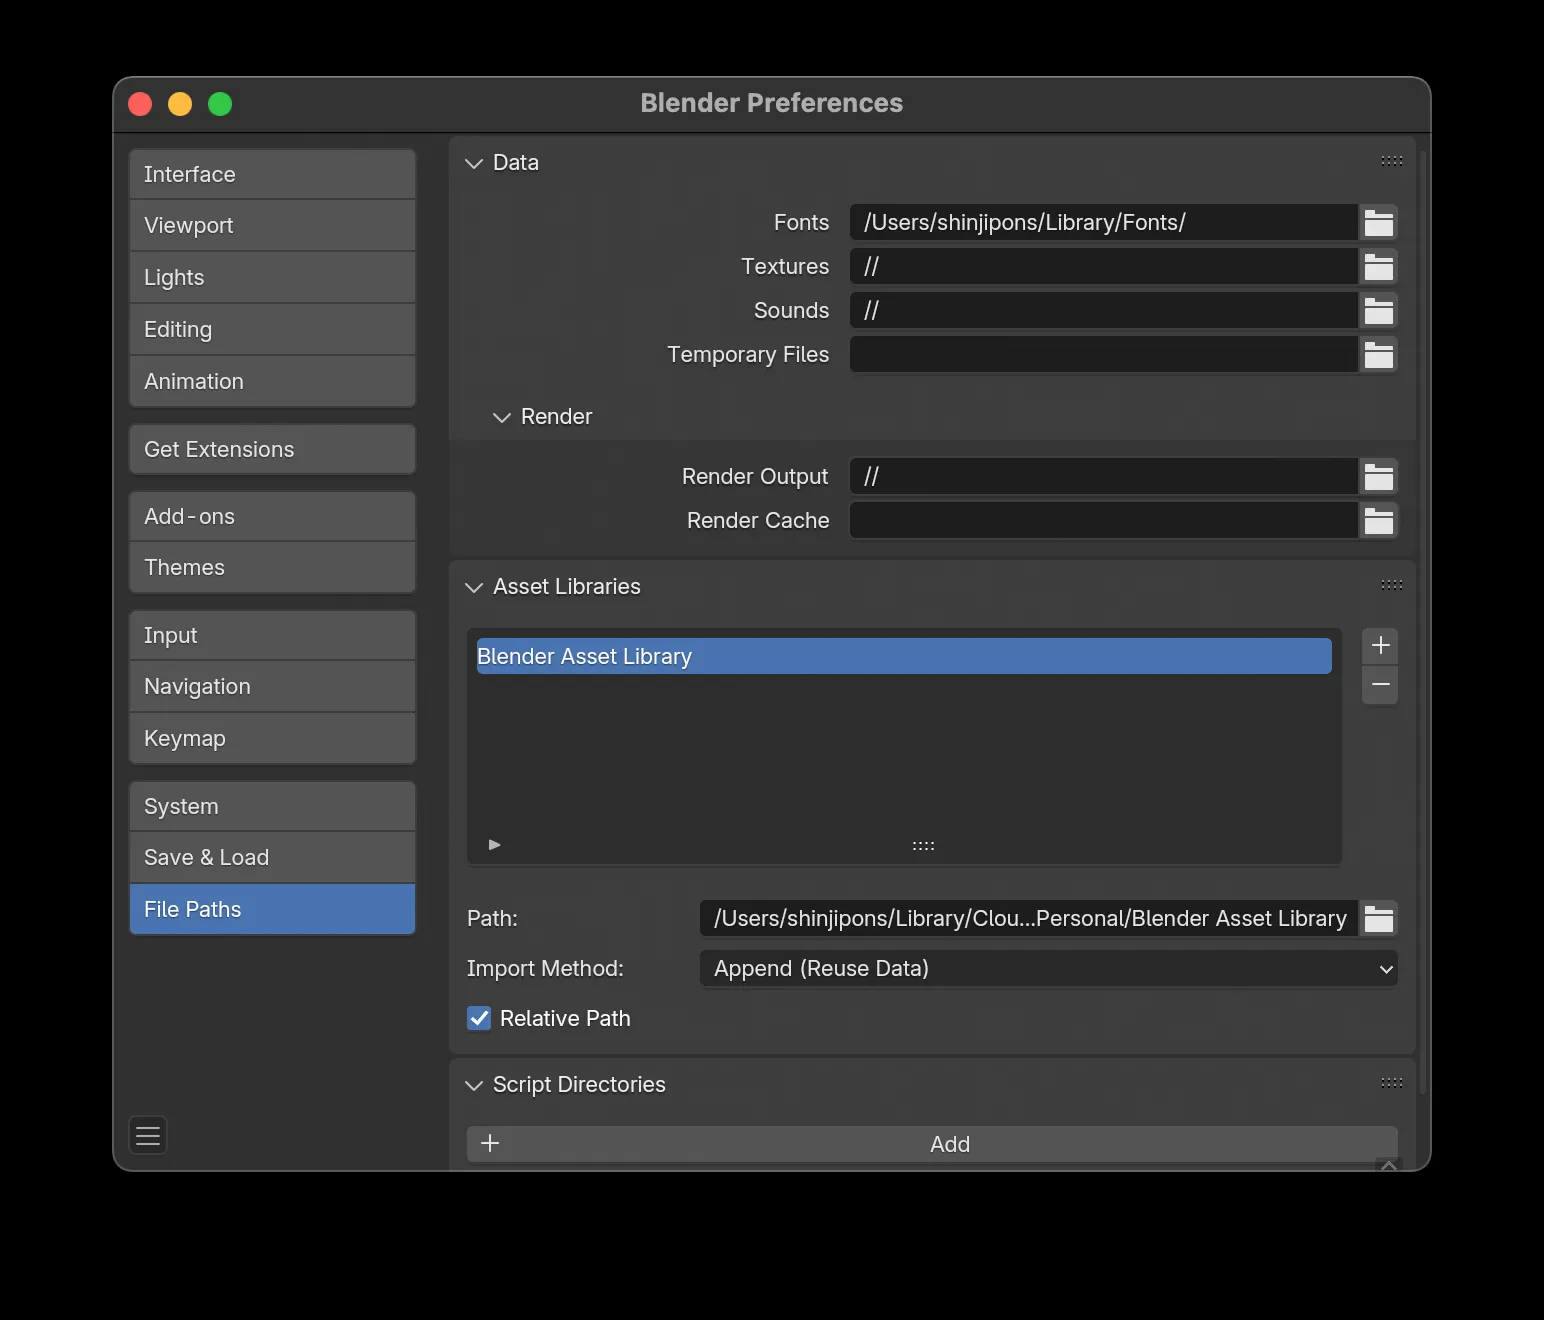 Blender Preferences
Interface
Viewport
Lights
Editing
Animation
Get Extensions
Add-ons
Themes
Input
Navigation
Keymap
System
Save & Load
File Paths
Data
Fonts /Users/shinjipons/Library/Fonts/
Textures //
Sounds //
Temporary Files
Render
Render Output //
Render Cache
Asset Libraries
Blender Asset Library
Path: /Users/shinjipons/Library/Clou...Personal/Blender Asset Library
Import Method: Append (Reuse Data)
Relative Path
Script Directories
Add